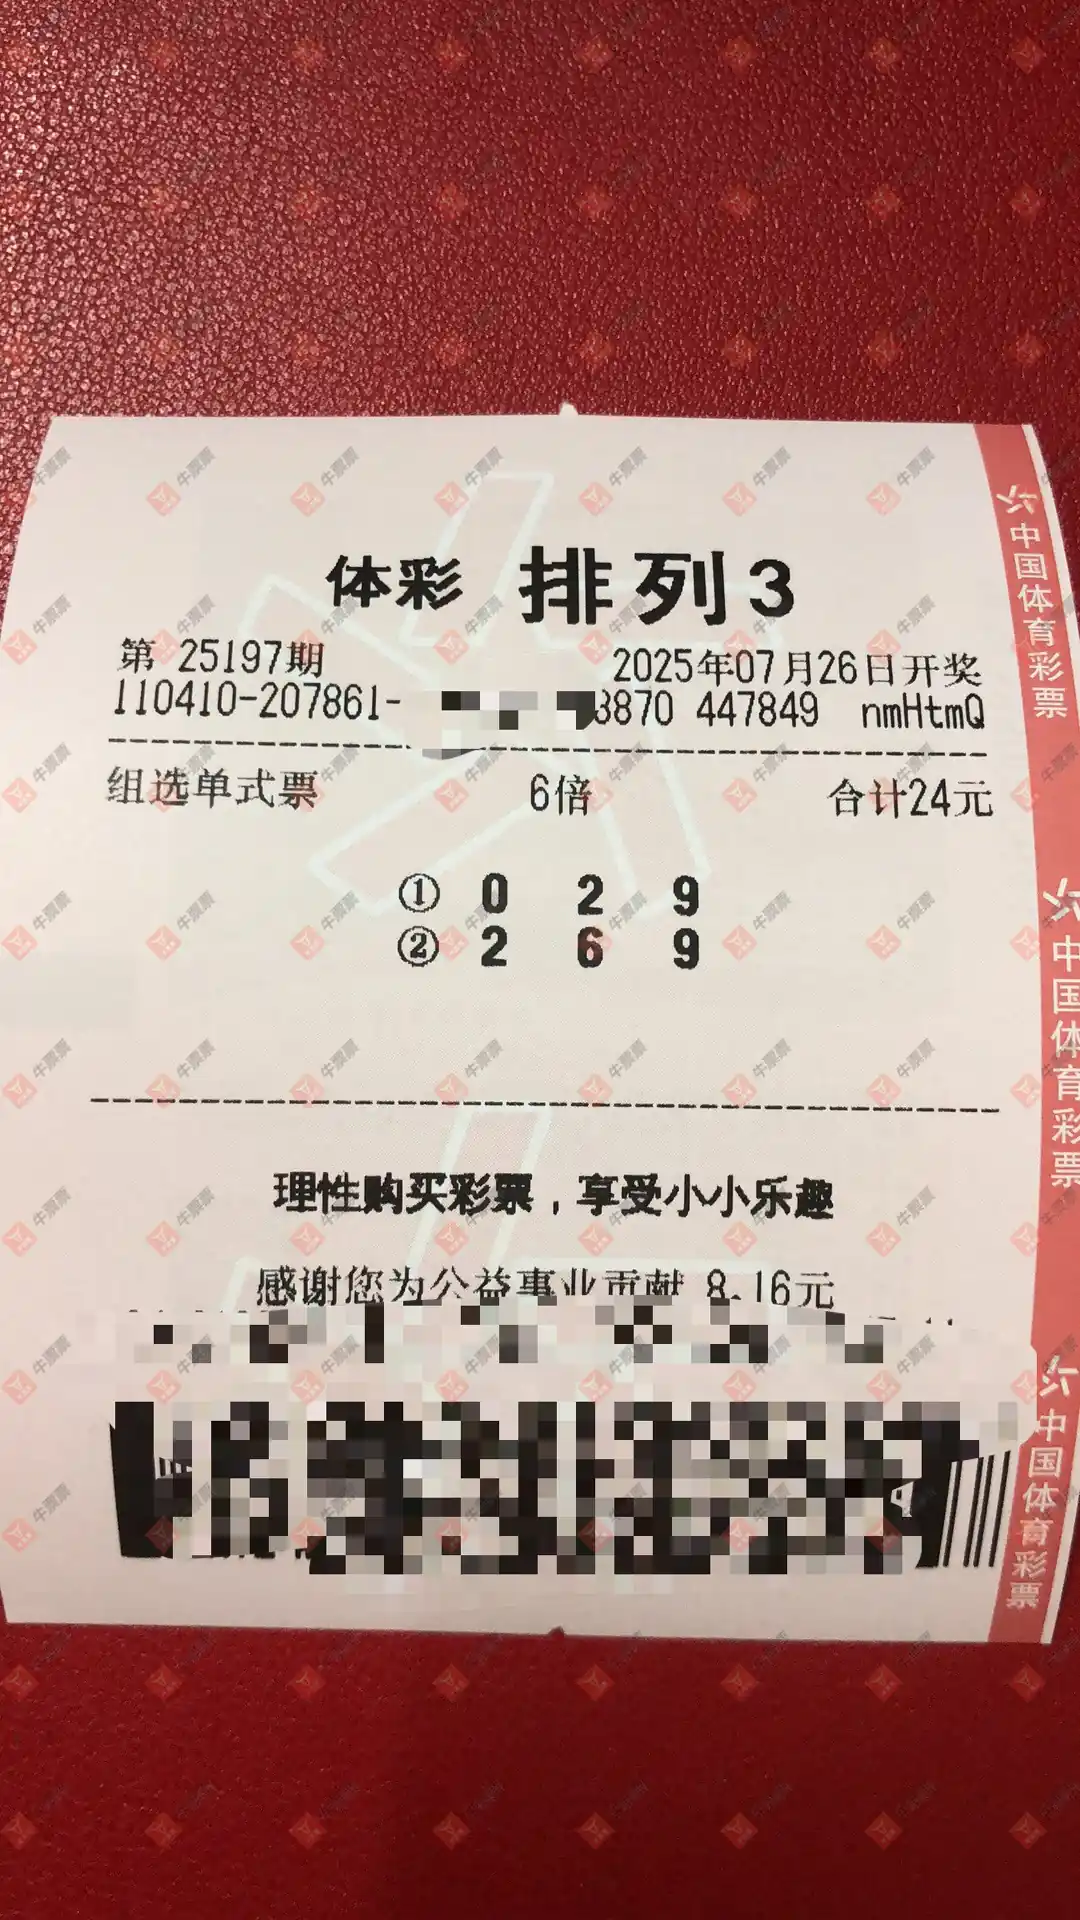 体彩 排列3
第 25197期 2025年07月26日开奖
110410-207861- 3870 447849 nmHtmQ
组选单式票 6倍 合计24元
① 0 2 9
② 2 6 9
理性购买彩票，享受小小乐趣
感谢您为公益事业贡献 8.16元
中国体育彩票
中国体育彩票
中国体育彩票
牛票票